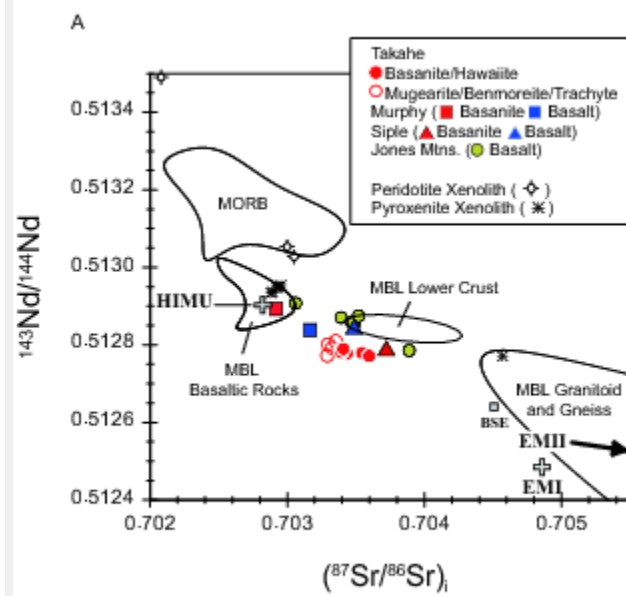 A
Takahe
Basanite/Hawaiite
Mugearite/Benmoreite/Trachyte
Murphy ( Basanite Basalt)
Siple ( Basanite Basalt)
Jones Mtns. ( Basalt)
Peridotite Xenolith ( )
Pyroxenite Xenolith ( )
0.5134
0.5132
0.5130
0.5128
0.5126
0.5124
¹⁴³Nd/¹⁴⁴Nd
MORB
HIMU
MBL Lower Crust
MBL
Basaltic Rocks
MBL Granitoid
and Gneiss
BSE
EMII
EMI
0.702
0.703
0.704
0.705
(⁸⁷Sr/⁸⁶Sr)ᵢ